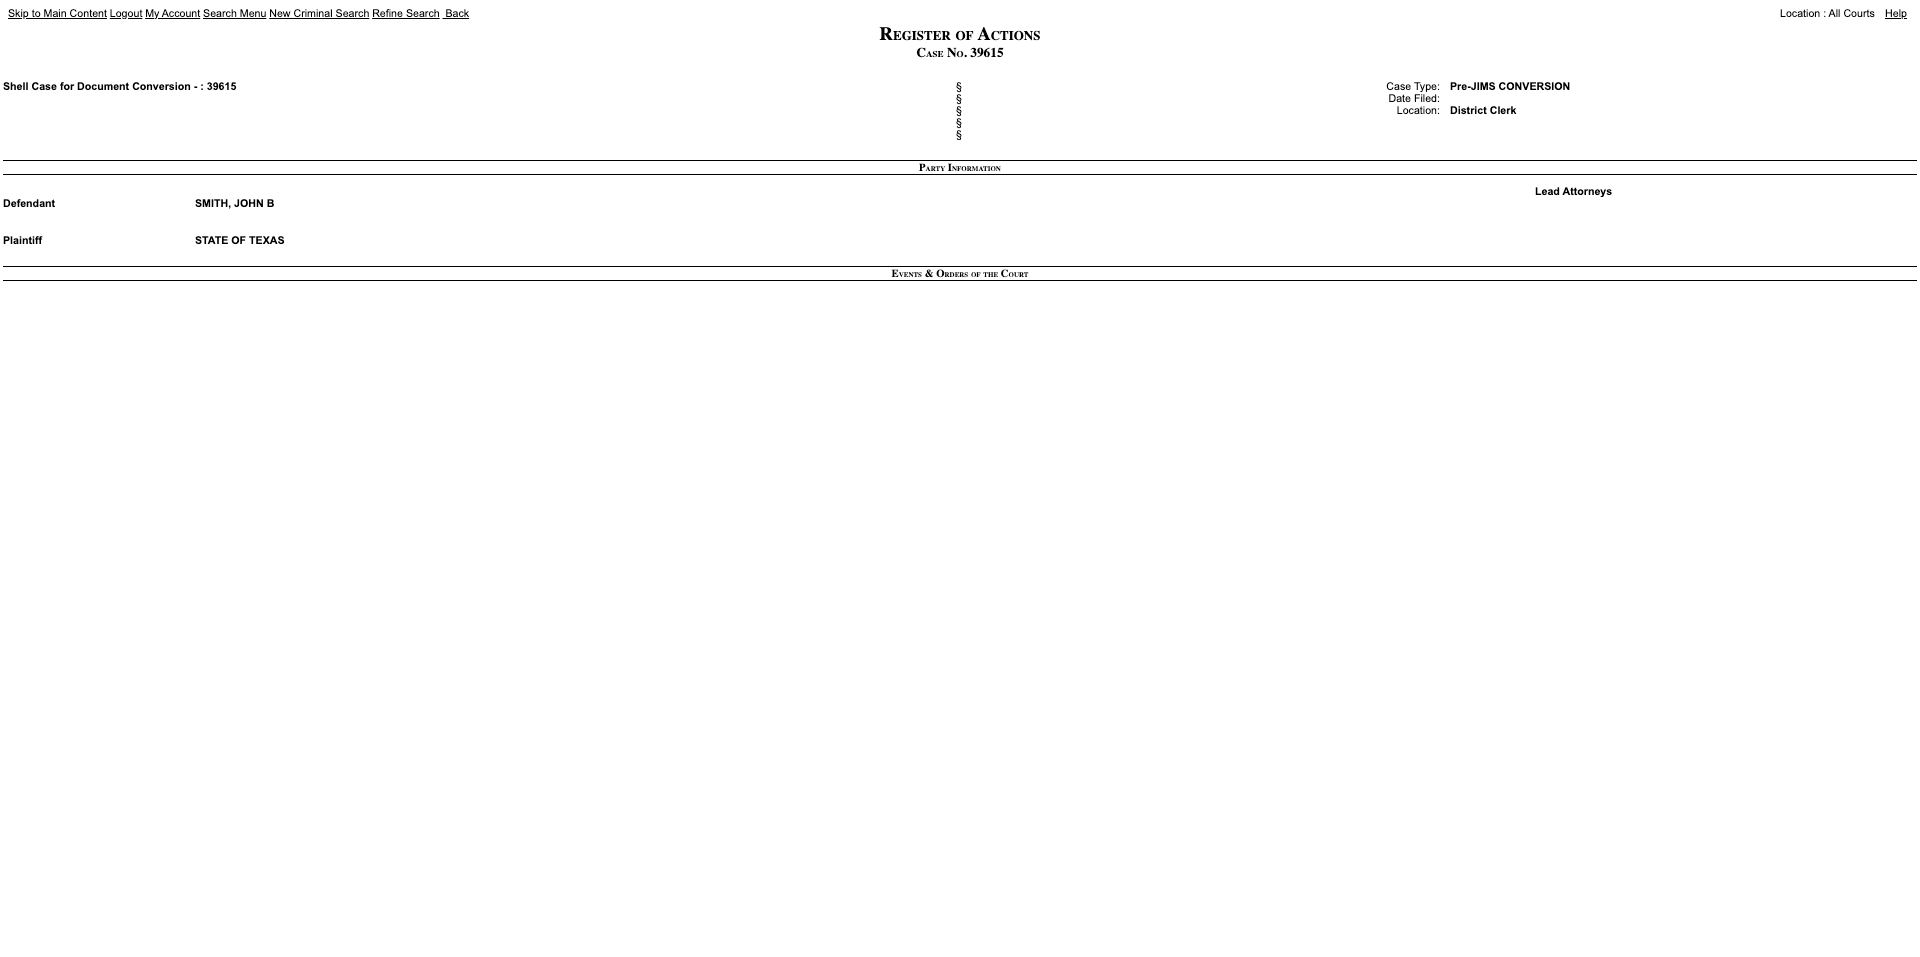 Skip to Main Content Logout My Account Search Menu New Criminal Search Refine Search Back Location : All Courts Help
Register of Actions
Case No. 39615
Shell Case for Document Conversion - : 39615
§
§
§
§
§
Case Type: Pre-JIMS CONVERSION
Date Filed:
Location: District Clerk
Party Information
Lead Attorneys
Defendant SMITH, JOHN B
Plaintiff STATE OF TEXAS
Events & Orders of the Court